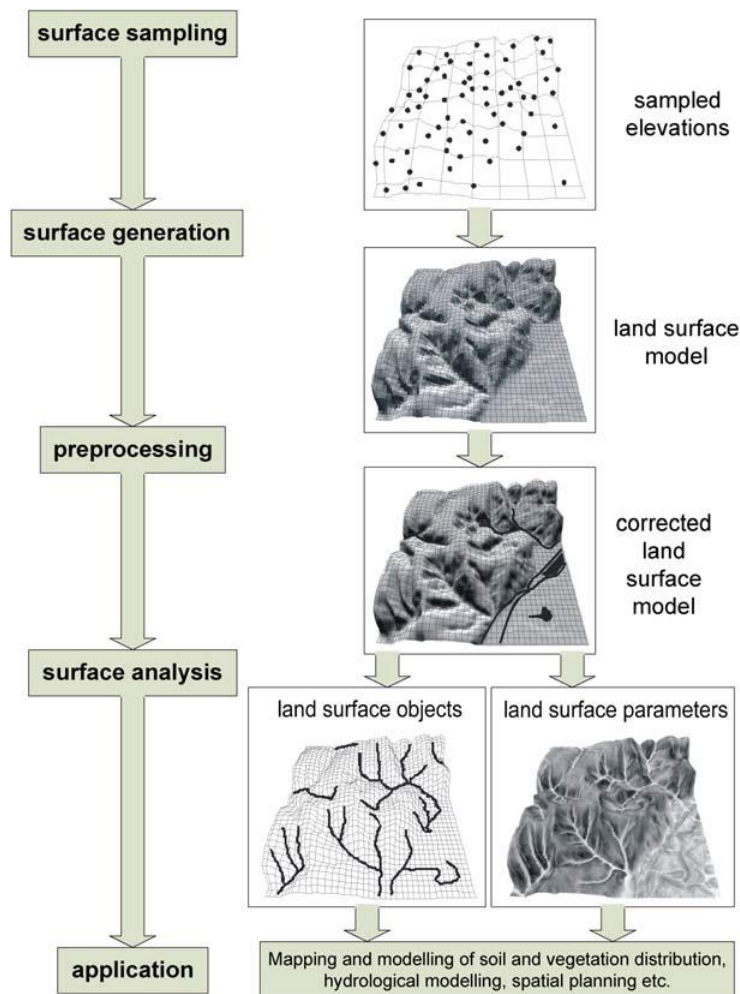 surface sampling
sampled
elevations
surface generation
land surface
model
preprocessing
corrected
land
surface
model
surface analysis
land surface objects
land surface parameters
application
Mapping and modelling of soil and vegetation distribution,
hydrological modelling, spatial planning etc.